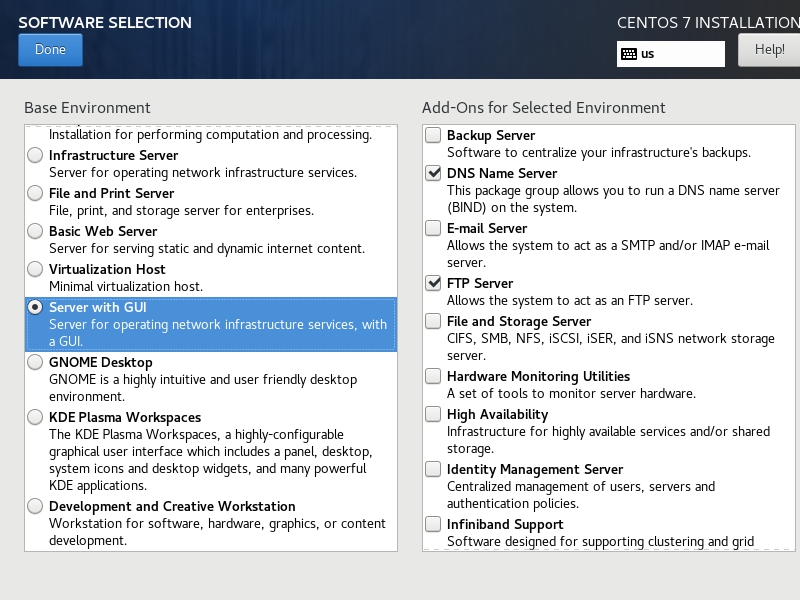 SOFTWARE SELECTION
CENTOS 7 INSTALLATION
Done
us
Help!
Base Environment
Installation for performing computation and processing.
Infrastructure Server
Server for operating network infrastructure services.
File and Print Server
File, print, and storage server for enterprises.
Basic Web Server
Server for serving static and dynamic internet content.
Virtualization Host
Minimal virtualization host.
Server with GUI
Server for operating network infrastructure services, with
a GUI.
GNOME Desktop
GNOME is a highly intuitive and user friendly desktop
environment.
KDE Plasma Workspaces
The KDE Plasma Workspaces, a highly-configurable
graphical user interface which includes a panel, desktop,
system icons and desktop widgets, and many powerful
KDE applications.
Development and Creative Workstation
Workstation for software, hardware, graphics, or content
development.
Add-Ons for Selected Environment
Backup Server
Software to centralize your infrastructure's backups.
DNS Name Server
This package group allows you to run a DNS name server
(BIND) on the system.
E-mail Server
Allows the system to act as a SMTP and/or IMAP e-mail
server.
FTP Server
Allows the system to act as an FTP server.
File and Storage Server
CIFS, SMB, NFS, iSCSI, iSER, and iSNS network storage
server.
Hardware Monitoring Utilities
A set of tools to monitor server hardware.
High Availability
Infrastructure for highly available services and/or shared
storage.
Identity Management Server
Centralized management of users, servers and
authentication policies.
Infiniband Support
Software designed for supporting clustering and grid